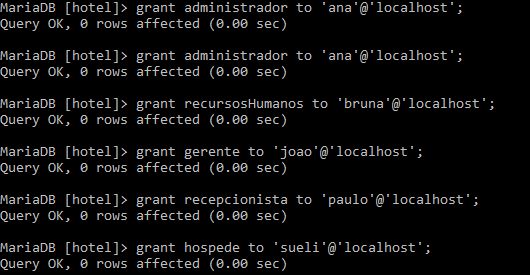 MariaDB [hotel]> grant administrador to 'ana'@'localhost';
Query OK, 0 rows affected (0.00 sec)
MariaDB [hotel]> grant administrador to 'ana'@'localhost';
Query OK, 0 rows affected (0.00 sec)
MariaDB [hotel]> grant recursosHumanos to 'bruna'@'localhost';
Query OK, 0 rows affected (0.00 sec)
MariaDB [hotel]> grant gerente to 'joao'@'localhost';
Query OK, 0 rows affected (0.00 sec)
MariaDB [hotel]> grant recepcionista to 'paulo'@'localhost';
Query OK, 0 rows affected (0.00 sec)
MariaDB [hotel]> grant hospede to 'sueli'@'localhost';
Query OK, 0 rows affected (0.00 sec)